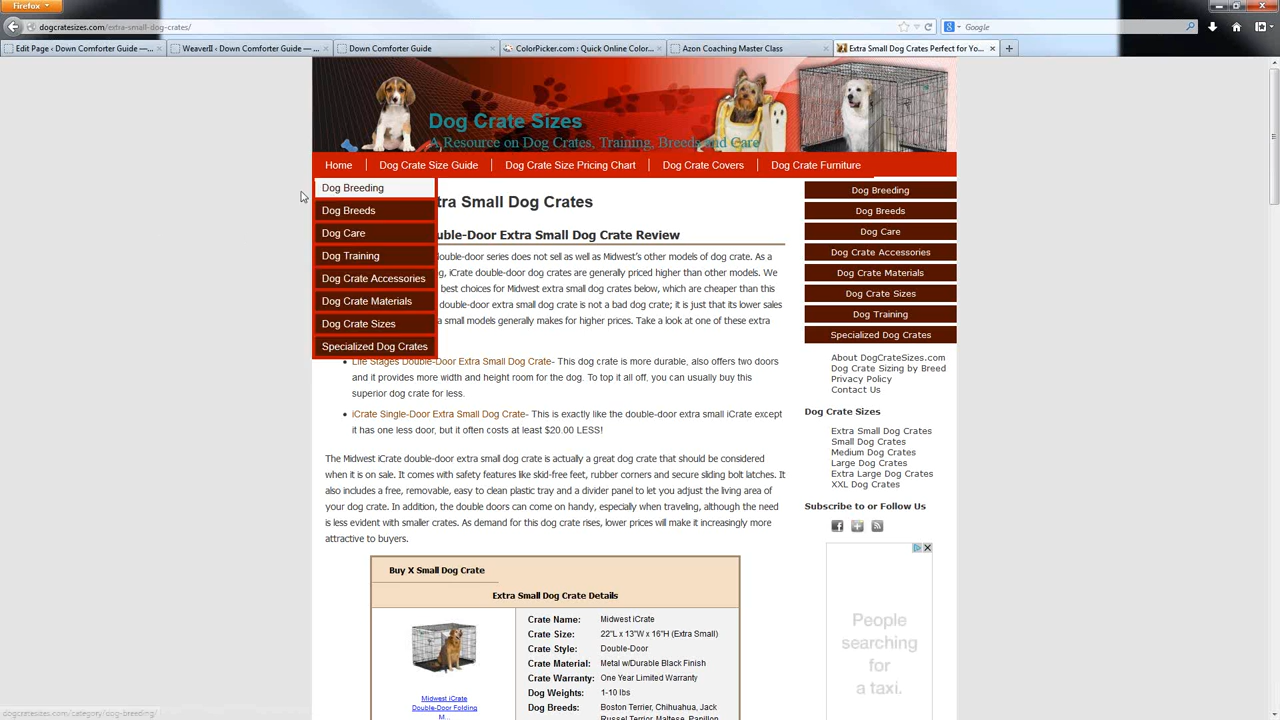 Firefox
dogcratesizes.com/extra-small-dog-crates/
Google
Edit Page ‹ Down Comforter Guide —...
WeaverII ‹ Down Comforter Guide — ...
Down Comforter Guide
ColorPicker.com : Quick Online Color...
Azon Coaching Master Class
Extra Small Dog Crates Perfect for Yo...
Dog Crate Sizes
A Resource on Dog Crates, Training, Breeds and Care
Home
Dog Crate Size Guide
Dog Crate Size Pricing Chart
Dog Crate Covers
Dog Crate Furniture
Dog Breeding
Dog Breeds
Dog Care
Dog Training
Dog Crate Accessories
Dog Crate Materials
Dog Crate Sizes
Specialized Dog Crates
tra Small Dog Crates
uble-Door Extra Small Dog Crate Review
ouble-door series does not sell as well as Midwest's other models of dog crate. As a
ng, iCrate double-door dog crates are generally priced higher than other models. We
best choices for Midwest extra small dog crates below, which are cheaper than this
double-door extra small dog crate is not a bad dog crate; it is just that its lower sales
a small models generally makes for higher prices. Take a look at one of these extra
Life Stages Double-Door Extra Small Dog Crate- This dog crate is more durable, also offers two doors
and it provides more width and height room for the dog. To top it all off, you can usually buy this
superior dog crate for less.
iCrate Single-Door Extra Small Dog Crate- This is exactly like the double-door extra small iCrate except
it has one less door, but it often costs at least $20.00 LESS!
The Midwest iCrate double-door extra small dog crate is actually a great dog crate that should be considered
when it is on sale. It comes with safety features like skid-free feet, rubber corners and secure sliding bolt latches. It
also includes a free, removable, easy to clean plastic tray and a divider panel to let you adjust the living area of
your dog crate. In addition, the double doors can come on handy, especially when traveling, although the need
is less evident with smaller crates. As demand for this dog crate rises, lower prices will make it increasingly more
attractive to buyers.
Buy X Small Dog Crate
Extra Small Dog Crate Details
Midwest iCrate
Double-Door Folding
M...
Crate Name: Midwest iCrate
Crate Size: 22"L x 13"W x 16"H (Extra Small)
Crate Style: Double-Door
Crate Material: Metal w/Durable Black Finish
Crate Warranty: One Year Limited Warranty
Dog Weights: 1-10 lbs
Dog Breeds: Boston Terrier, Chihuahua, Jack
Russel Terrier, Maltese, Papillon
Dog Breeding
Dog Breeds
Dog Care
Dog Crate Accessories
Dog Crate Materials
Dog Crate Sizes
Dog Training
Specialized Dog Crates
About DogCrateSizes.com
Dog Crate Sizing by Breed
Privacy Policy
Contact Us
Dog Crate Sizes
Extra Small Dog Crates
Small Dog Crates
Medium Dog Crates
Large Dog Crates
Extra Large Dog Crates
XXL Dog Crates
Subscribe to or Follow Us
People
searching
for
a taxi.
dogcratesizes.com/category/dog-breeding/